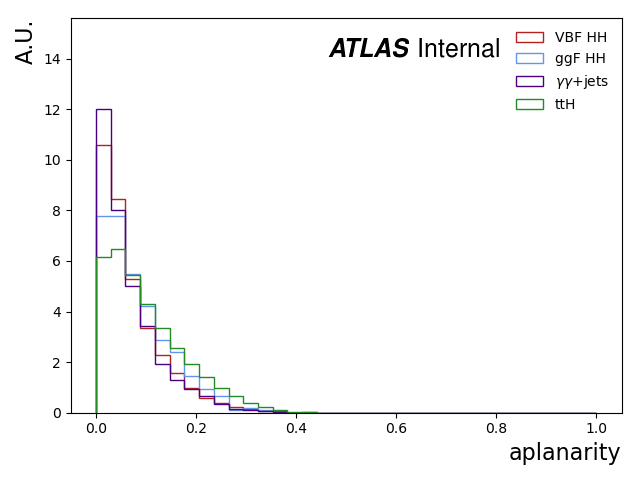 A.U.
ATLAS Internal
VBF HH
ggF HH
γγ+jets
ttH
14
12
10
8
6
4
2
0
0.0 0.2 0.4 0.6 0.8 1.0
aplanarity